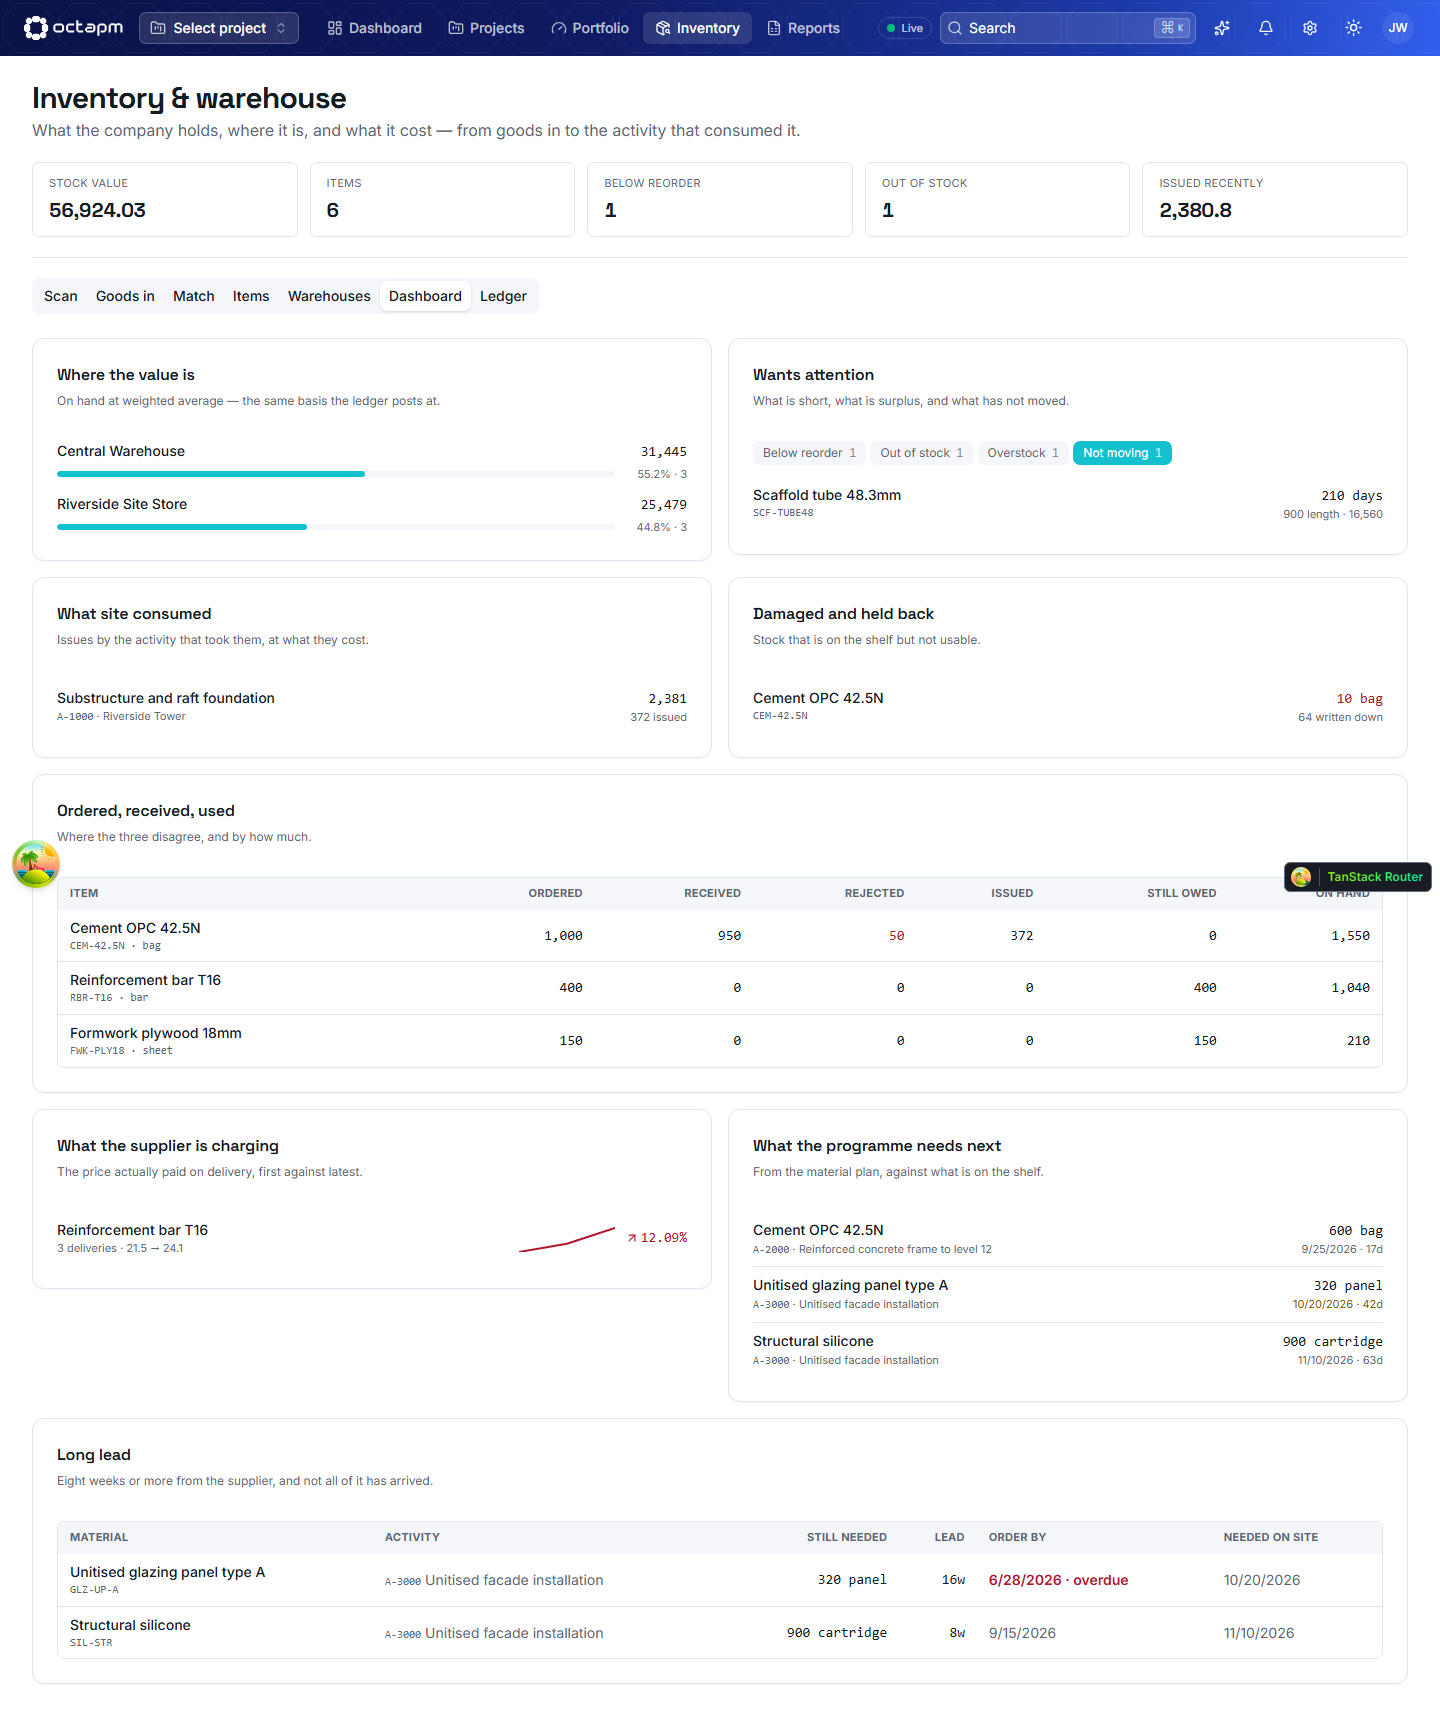 octapm
Select project
Dashboard
Projects
Portfolio
Inventory
Reports
Live
Search
⌘ K
JW
Inventory & warehouse
What the company holds, where it is, and what it cost — from goods in to the activity that consumed it.
STOCK VALUE
56,924.03
ITEMS
6
BELOW REORDER
1
OUT OF STOCK
1
ISSUED RECENTLY
2,380.8
Scan
Goods in
Match
Items
Warehouses
Dashboard
Ledger
Where the value is
On hand at weighted average — the same basis the ledger posts at.
Central Warehouse 31,445
55.2% · 3
Riverside Site Store 25,479
44.8% · 3
Wants attention
What is short, what is surplus, and what has not moved.
Below reorder 1
Out of stock 1
Overstock 1
Not moving 1
Scaffold tube 48.3mm 210 days
SCF-TUBE48 900 length · 16,560
What site consumed
Issues by the activity that took them, at what they cost.
Substructure and raft foundation 2,381
A-1000 · Riverside Tower 372 issued
Damaged and held back
Stock that is on the shelf but not usable.
Cement OPC 42.5N 10 bag
CEM-42.5N 64 written down
Ordered, received, used
Where the three disagree, and by how much.
TanStack Router
ITEM ORDERED RECEIVED REJECTED ISSUED STILL OWED ON HAND
Cement OPC 42.5N 1,000 950 50 372 0 1,550
CEM-42.5N · bag
Reinforcement bar T16 400 0 0 0 400 1,040
RBR-T16 · bar
Formwork plywood 18mm 150 0 0 0 150 210
FWK-PLY18 · sheet
What the supplier is charging
The price actually paid on delivery, first against latest.
Reinforcement bar T16 ↗ 12.09%
3 deliveries · 21.5 → 24.1
What the programme needs next
From the material plan, against what is on the shelf.
Cement OPC 42.5N 600 bag
A-2000 · Reinforced concrete frame to level 12 9/25/2026 · 17d
Unitised glazing panel type A 320 panel
A-3000 · Unitised facade installation 10/20/2026 · 42d
Structural silicone 900 cartridge
A-3000 · Unitised facade installation 11/10/2026 · 63d
Long lead
Eight weeks or more from the supplier, and not all of it has arrived.
MATERIAL ACTIVITY STILL NEEDED LEAD ORDER BY NEEDED ON SITE
Unitised glazing panel type A A-3000 Unitised facade installation 320 panel 16w 6/28/2026 · overdue 10/20/2026
GLZ-UP-A
Structural silicone A-3000 Unitised facade installation 900 cartridge 8w 9/15/2026 11/10/2026
SIL-STR